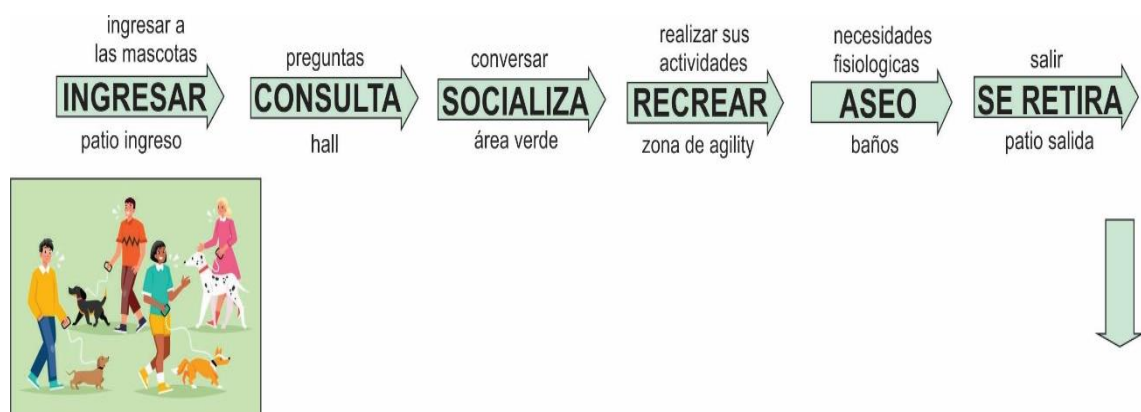 ingresar a
las mascotas
INGRESAR
patio ingreso
preguntas
CONSULTA
hall
conversar
SOCIALIZA
área verde
realizar sus
actividades
RECREAR
zona de agility
necesidades
fisiologicas
ASEO
baños
salir
SE RETIRA
patio salida